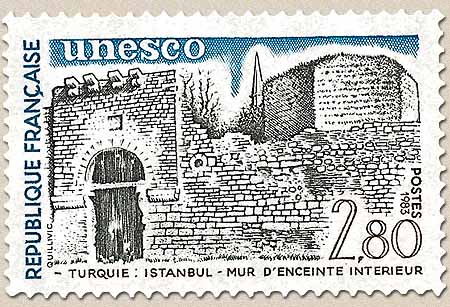 unesco
REPUBLIQUE FRANÇAISE
POSTES 1983
QUILLIVIC
2,80
- TURQUIE : ISTANBUL - MUR D'ENCEINTE INTERIEUR